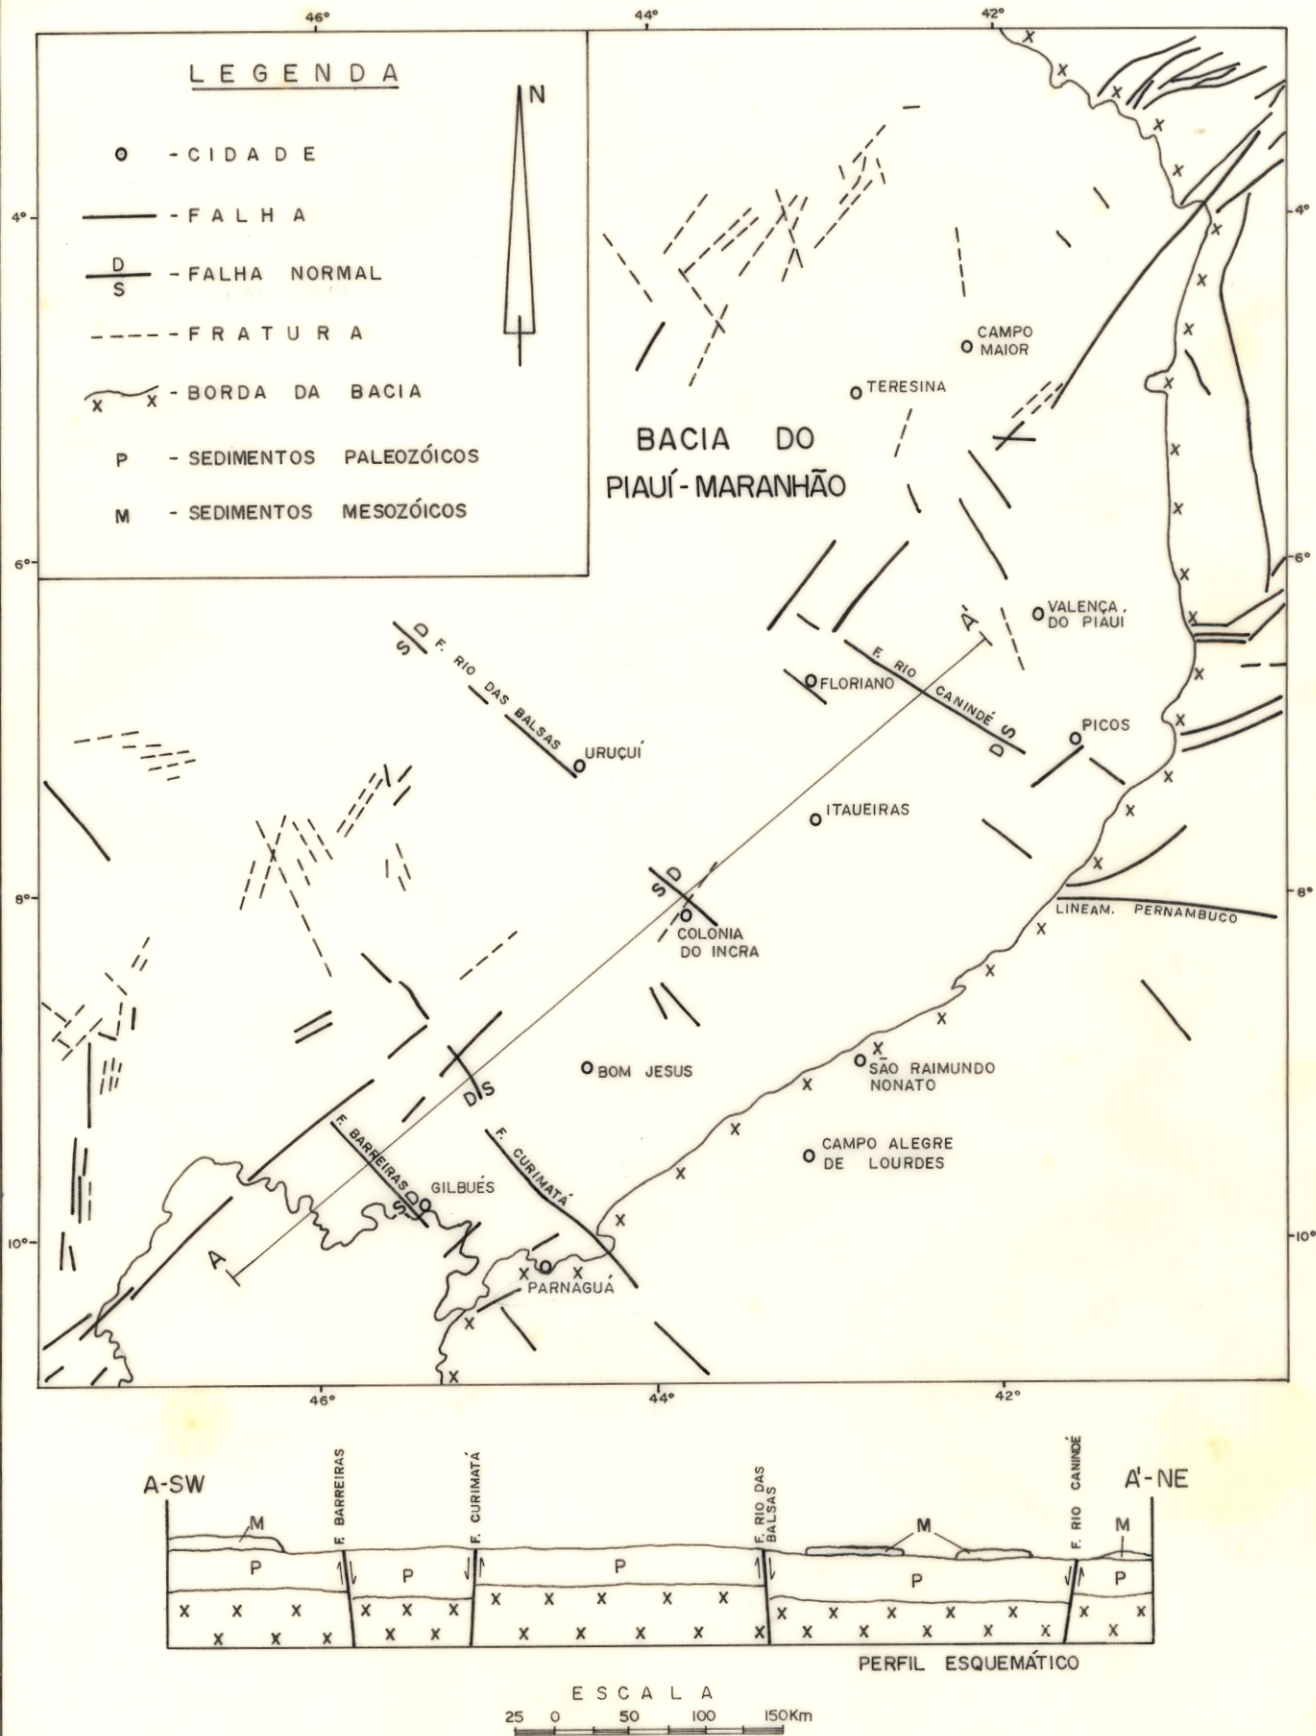 46°
44°
42°
LEGENDA
N
O - CIDADE
- FALHA
D
S
- FALHA NORMAL
- FRATURA
x x - BORDA DA BACIA
P - SEDIMENTOS PALEOZÓICOS
M - SEDIMENTOS MESOZÓICOS
4°
4°
CAMPO
MAIOR
TERESINA
BACIA DO
PIAUÍ-MARANHÃO
6°
6°
VALENÇA
DO PIAUÍ
A'
D
S
F. RIO DAS BALSAS
F. RIO CANINDÉ
S
D
FLORIANO
PICOS
URUÇUÍ
ITAUEIRAS
8°
8°
S D
COLONIA
DO INCRA
LINEAM. PERNAMBUCO
BOM JESUS
SÃO RAIMUNDO
NONATO
D S
F. BARREIRAS
S D
F. CURIMATÁ
CAMPO ALEGRE
DE LOURDES
GILBUÉS
10°
10°
A
PARNAGUÁ
46°
44°
42°
A-SW
F. BARREIRAS
F. CURIMATÁ
F. RIO DAS
BALSAS
F. RIO CANINDÉ
A'-NE
M
M
M
P
P
P
P
P
PERFIL ESQUEMÁTICO
ESCALA
25 0 50 100 150Km